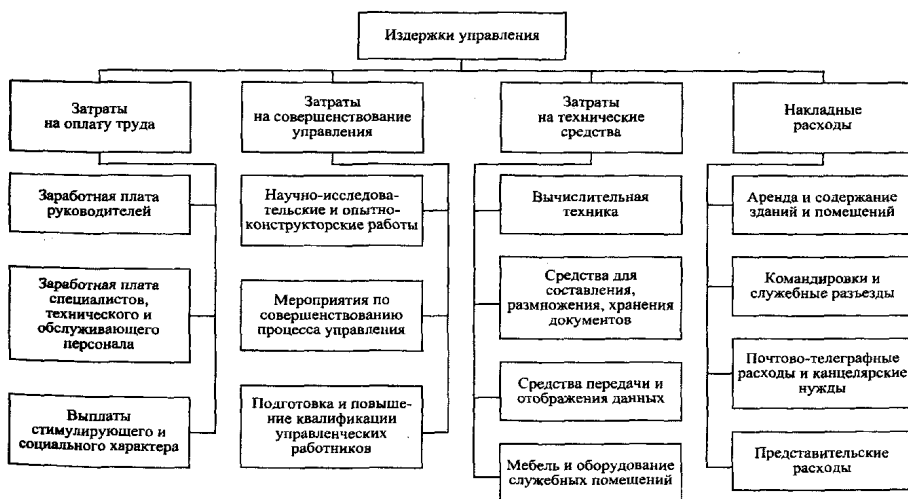 Издержки управления
Затраты
на оплату труда
Затраты
на совершенствование
управления
Затраты
на технические
средства
Накладные
расходы
Заработная плата
руководителей
Научно-исследова-
тельские и опытно-
конструкторские работы
Вычислительная
техника
Аренда и содержание
зданий и помещений
Заработная плата
специалистов,
технического и
обслуживающего
персонала
Мероприятия по
совершенствованию
процесса управления
Средства для
составления,
размножения, хранения
документов
Командировки и
служебные разъезды
Выплаты
стимулирующего и
социального характера
Подготовка и повыше-
ние квалификации
управленческих
работников
Средства передачи и
отображения данных
Почтово-телеграфные
расходы и канцелярские
нужды
Мебель и оборудование
служебных помещений
Представительские
расходы